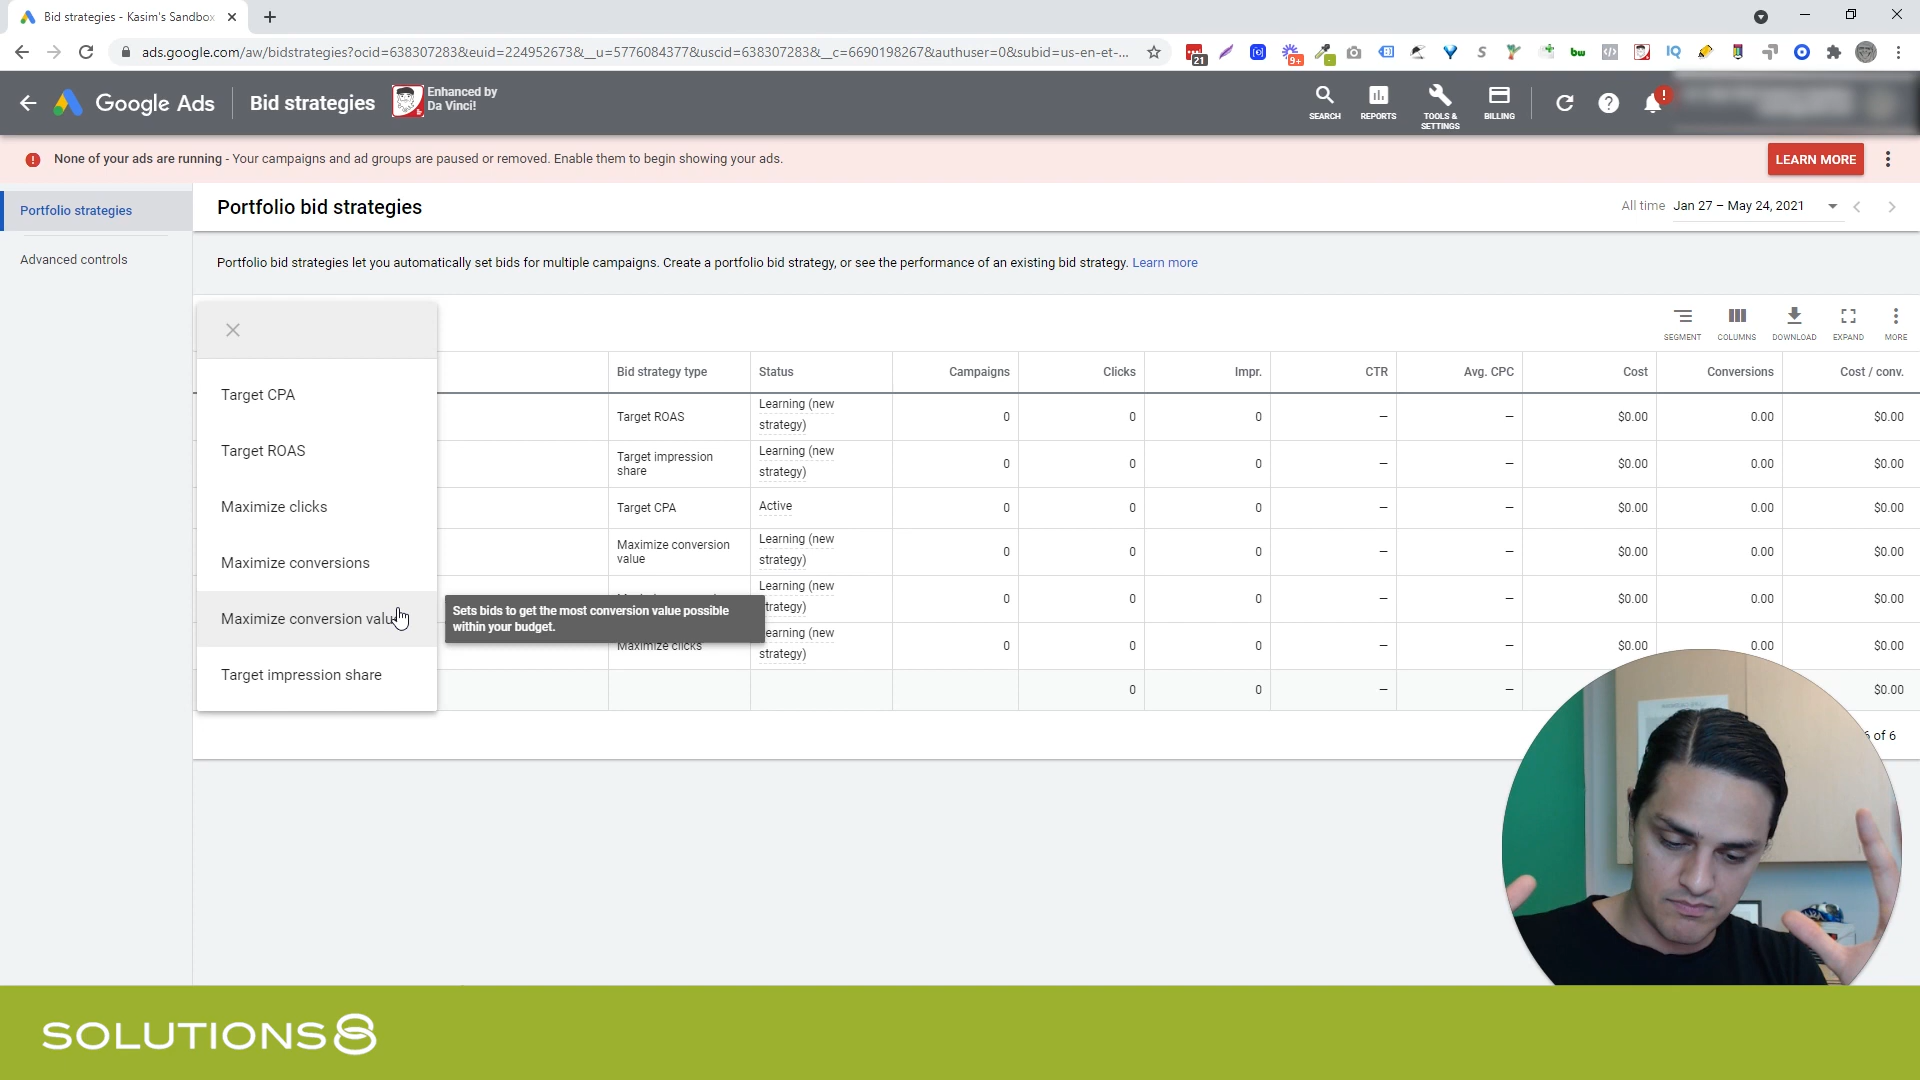 Bid strategies - Kasim's Sandbox
ads.google.com/aw/bidstrategies?ocid=638307283&euid=224952673&__u=5776084377&uscid=638307283&__c=6690198267&authuser=0&subid=us-en-et-...
21
9+
S
bw
IQ
Google Ads
Bid strategies
Enhanced by
Da Vinci!
SEARCH
REPORTS
TOOLS &
SETTINGS
BILLING
None of your ads are running - Your campaigns and ad groups are paused or removed. Enable them to begin showing your ads.
LEARN MORE
Portfolio strategies
Advanced controls
Portfolio bid strategies
All time Jan 27 – May 24, 2021
Portfolio bid strategies let you automatically set bids for multiple campaigns. Create a portfolio bid strategy, or see the performance of an existing bid strategy. Learn more
SEGMENT
COLUMNS
DOWNLOAD
EXPAND
MORE
Target CPA
Target ROAS
Maximize clicks
Maximize conversions
Maximize conversion valu
Target impression share
Sets bids to get the most conversion value possible
within your budget.
Bid strategy type Status Campaigns Clicks Impr. CTR Avg. CPC Cost Conversions Cost / conv.
Target ROAS Learning (new strategy) 0 0 0 – – $0.00 0.00 $0.00
Target impression share Learning (new strategy) 0 0 0 – – $0.00 0.00 $0.00
Target CPA Active 0 0 0 – – $0.00 0.00 $0.00
Maximize conversion value Learning (new strategy) 0 0 0 – – $0.00 0.00 $0.00
Learning (new trategy) 0 0 0 – – $0.00 0.00 $0.00
Maximize clicks earning (new strategy) 0 0 0 – – $0.00 0.00 $0.00
0 0 – – $0.00
of 6
SOLUTIONS8